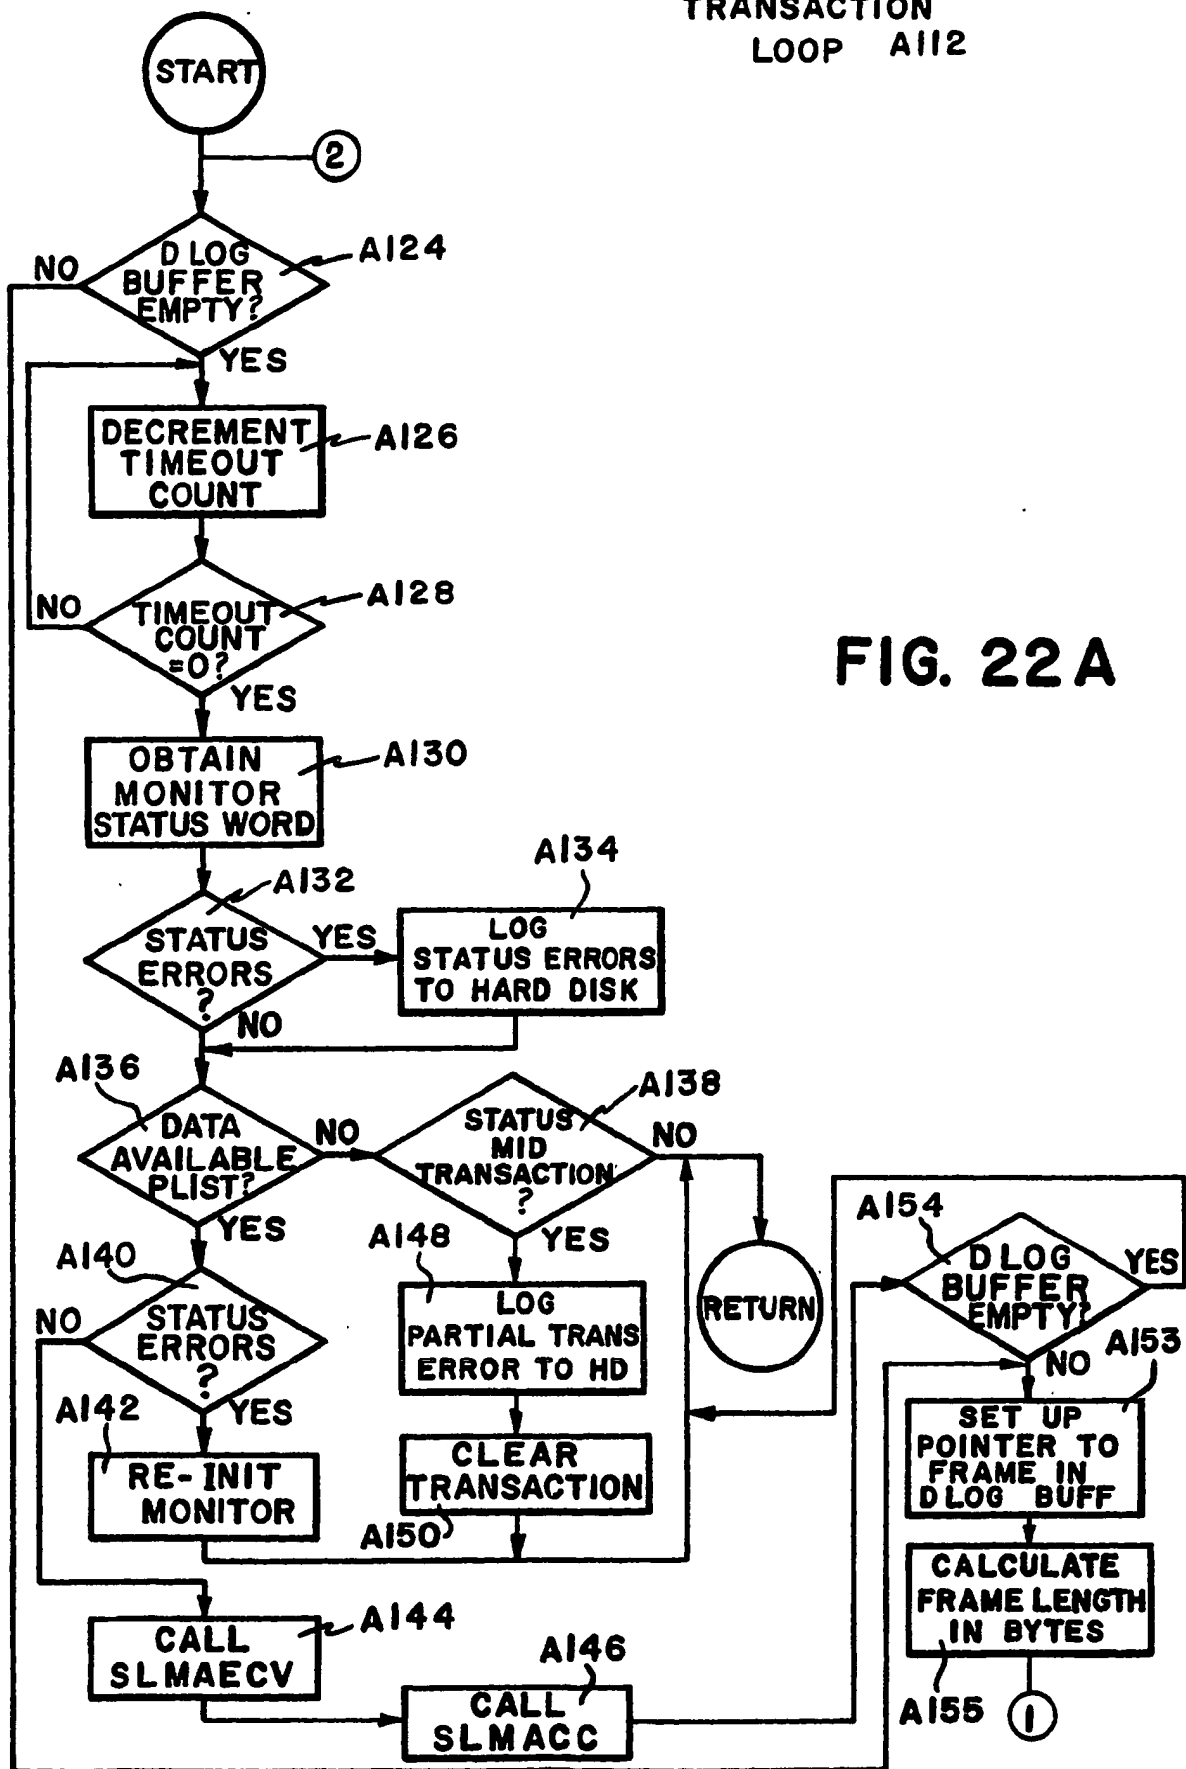 TRANSACTION
LOOP A112
START
2
D LOG
BUFFER
EMPTY?
A124
NO
YES
DECREMENT
TIMEOUT
COUNT
A126
TIMEOUT
COUNT
=0?
A128
NO
YES
FIG. 22A
OBTAIN
MONITOR
STATUS WORD
A130
STATUS
ERRORS
?
A132
YES
NO
A134
LOG
STATUS ERRORS
TO HARD DISK
A136
DATA
AVAILABLE
PLIST?
NO
YES
A138
STATUS
MID
TRANSACTION
?
NO
YES
RETURN
A140
STATUS
ERRORS
?
NO
YES
A148
LOG
PARTIAL TRANS
ERROR TO HD
A142
RE-INIT
MONITOR
CLEAR
TRANSACTION
A150
A154
D LOG
BUFFER
EMPTY?
YES
NO
A153
SET UP
POINTER TO
FRAME IN
DLOG BUFF
CALCULATE
FRAME LENGTH
IN BYTES
A155
1
CALL
SLMAECV
A144
A146
CALL
SLMACC